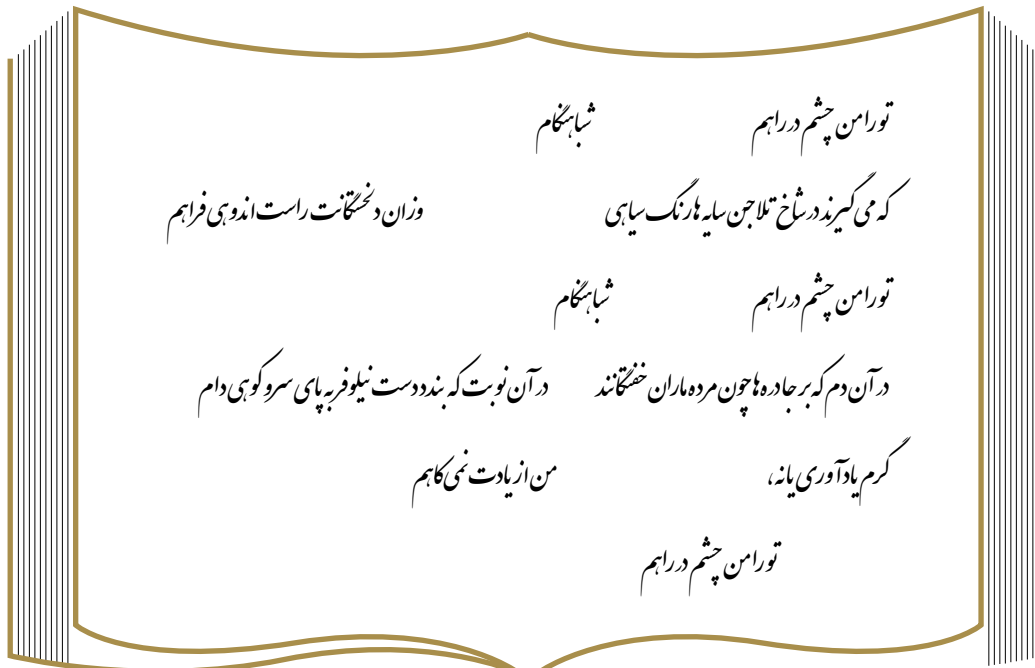 تو را من چشم در راهم شباهنگام
که می گیرند در شاخ تلاجن سایه ها رنگ سیاهی وزان دلخستگانت راست اندوهی فراهم
تو را من چشم در راهم شباهنگام
در آن دم که بر جا دره ها چون مرده ماران خفتگانند در آن نوبت که بندد دست نیلوفر به پای سرو کوهی دام
گرم یاد آوری یا نه، من از یادت نمی کاهم
تو را من چشم در راهم